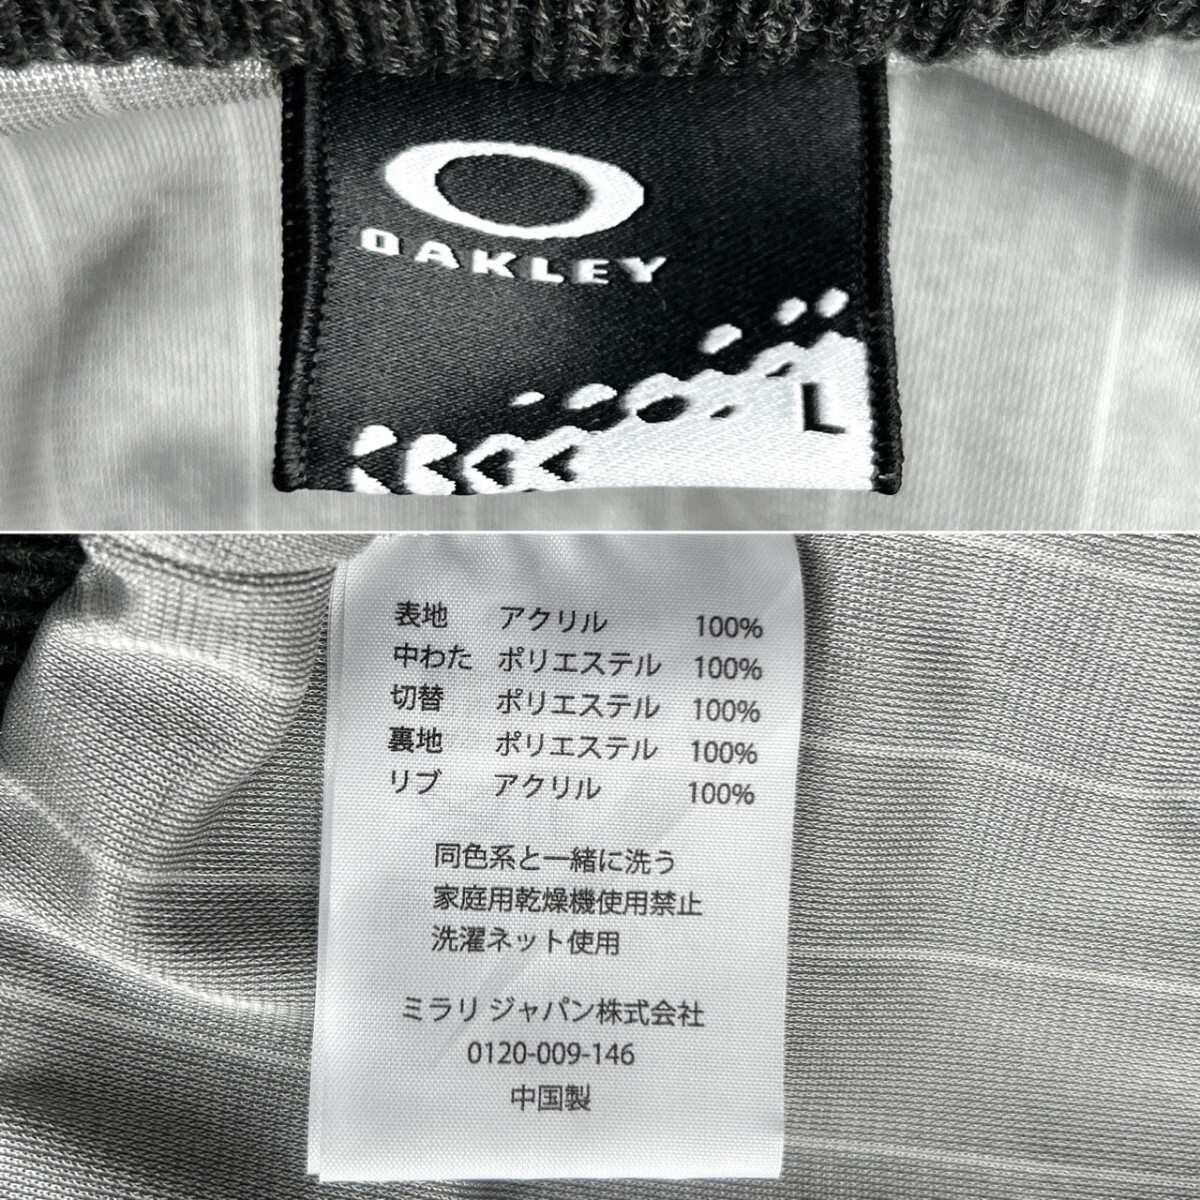 OAKLEY
L
表地 アクリル 100%
中わた ポリエステル 100%
切替 ポリエステル 100%
裏地 ポリエステル 100%
リブ アクリル 100%
同色系と一緒に洗う
家庭用乾燥機使用禁止
洗濯ネット使用
ミラリ ジャパン株式会社
0120-009-146
中国製